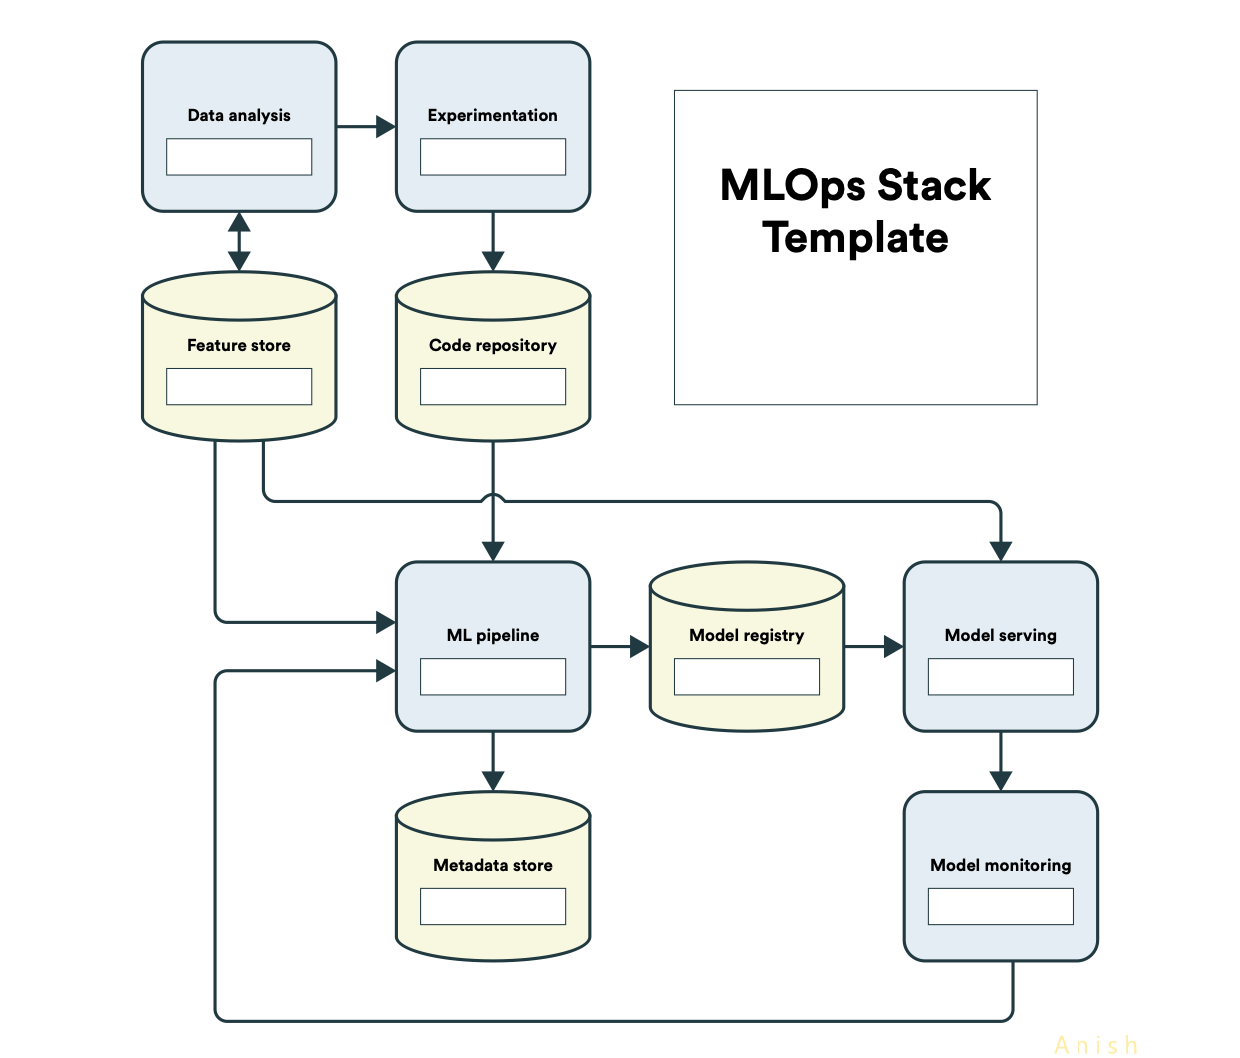 Data analysis
Experimentation
MLOps Stack
Template
Feature store
Code repository
ML pipeline
Model registry
Model serving
Metadata store
Model monitoring
Anish